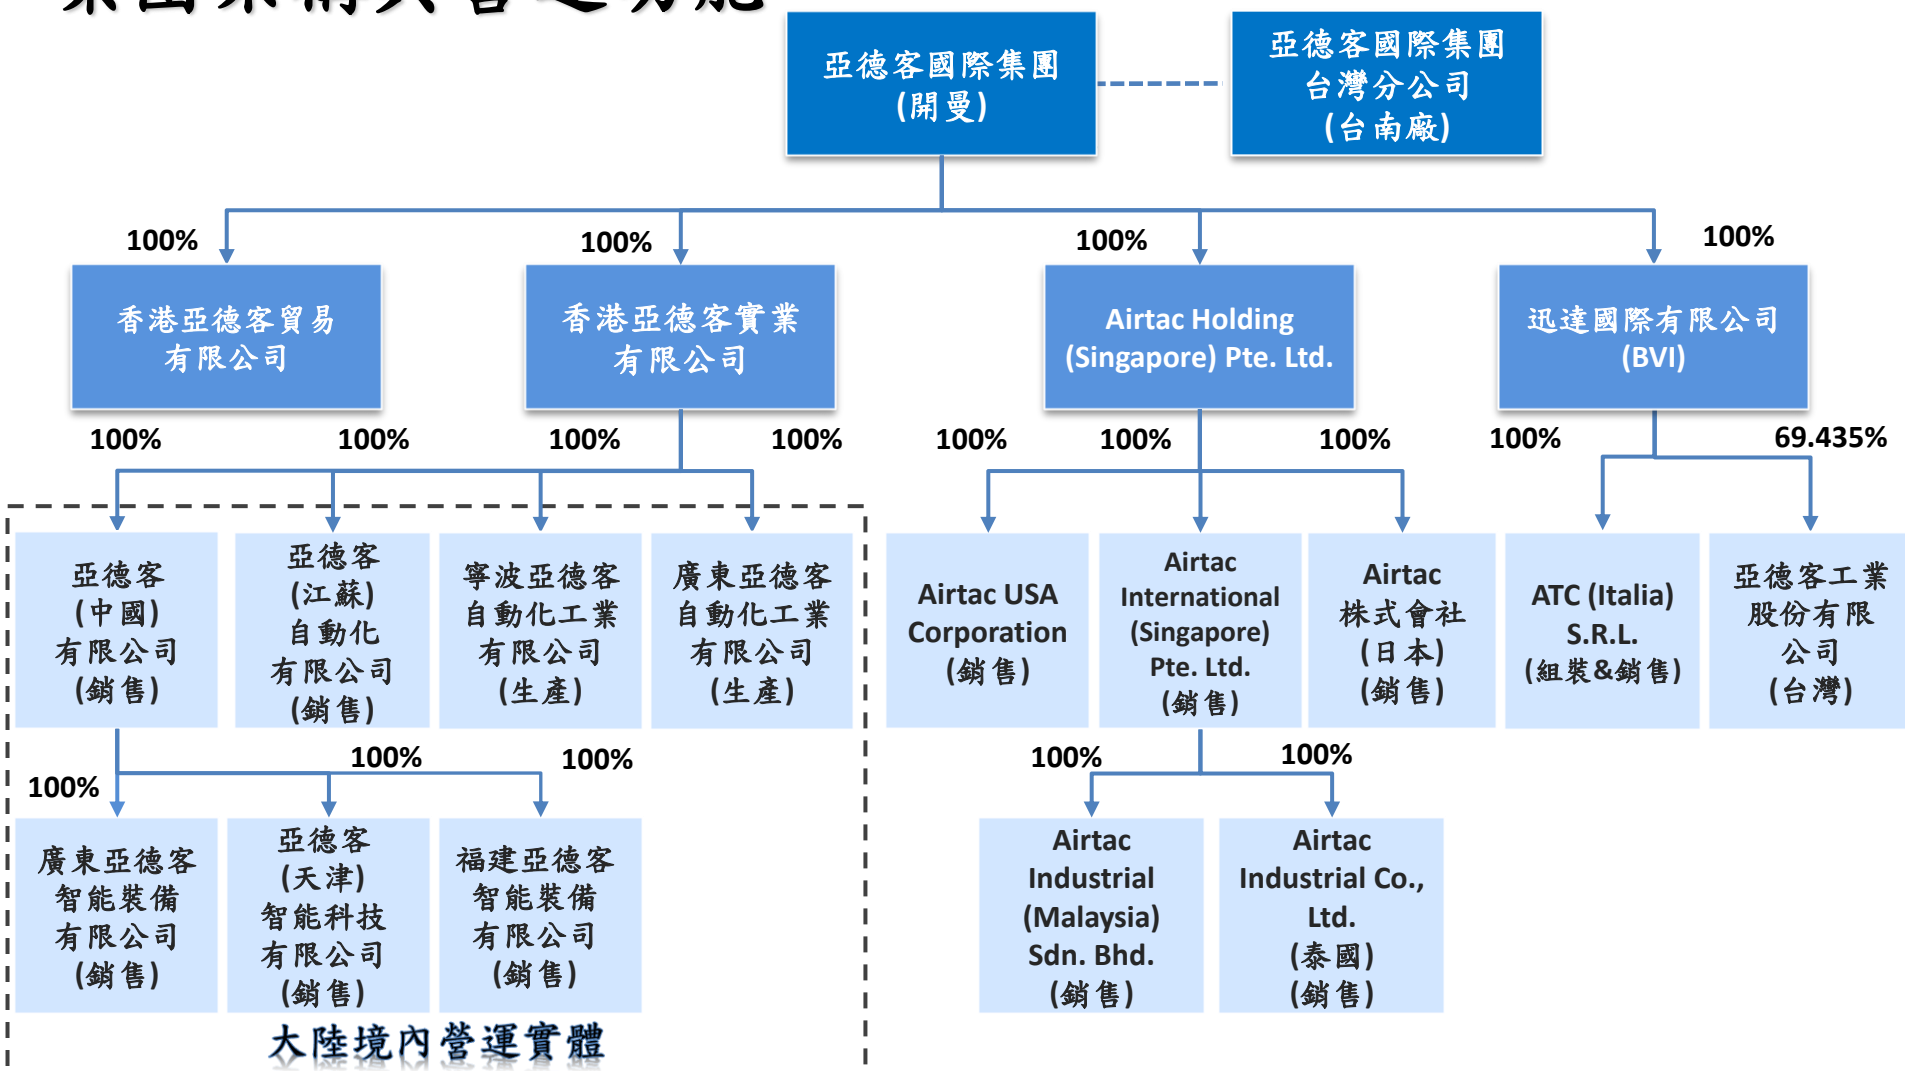 亞德客國際集團
(開曼)
亞德客國際集團
台灣分公司
(台南廠)
100%
100%
100%
100%
香港亞德客貿易
有限公司
香港亞德客實業
有限公司
Airtac Holding
(Singapore) Pte. Ltd.
迅達國際有限公司
(BVI)
100%
100%
100%
100%
100%
100%
100%
100%
69.435%
亞德客
(中國)
有限公司
(銷售)
亞德客
(江蘇)
自動化
有限公司
(銷售)
寧波亞德客
自動化工業
有限公司
(生產)
廣東亞德客
自動化工業
有限公司
(生產)
Airtac USA
Corporation
(銷售)
Airtac
International
(Singapore)
Pte. Ltd.
(銷售)
Airtac
株式會社
(日本)
(銷售)
ATC (Italia)
S.R.L.
(組裝&銷售)
亞德客工業
股份有限
公司
(台灣)
100%
100%
100%
100%
100%
廣東亞德客
智能裝備
有限公司
(銷售)
亞德客
(天津)
智能科技
有限公司
(銷售)
福建亞德客
智能裝備
有限公司
(銷售)
Airtac
Industrial
(Malaysia)
Sdn. Bhd.
(銷售)
Airtac
Industrial Co.,
Ltd.
(泰國)
(銷售)
大陸境內營運實體